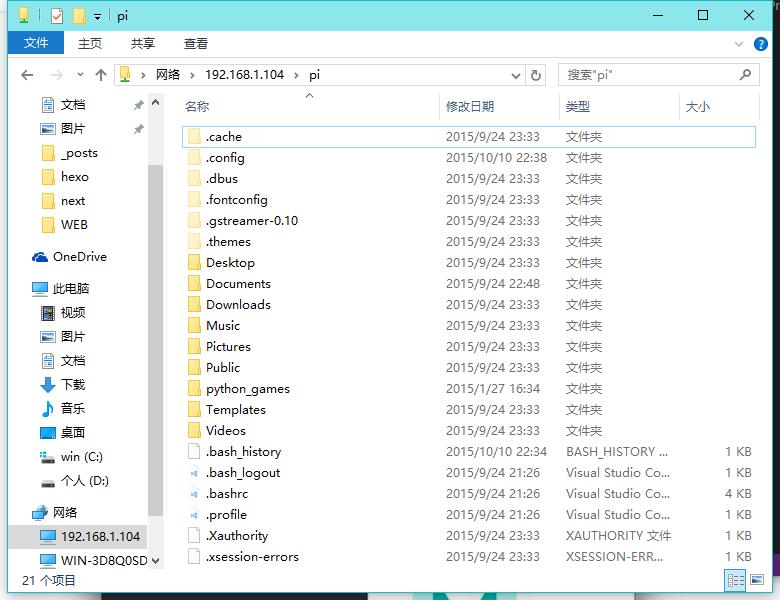 pi
文件 主页 共享 查看
网络 192.168.1.104 pi 搜索"pi"
名称 修改日期 类型 大小
文档
图片
_posts
hexo
next
WEB
OneDrive
此电脑
视频
图片
文档
下载
音乐
桌面
win (C:)
个人 (D:)
网络
192.168.1.104
WIN-3D8Q0SD
.cache 2015/9/24 23:33 文件夹
.config 2015/10/10 22:38 文件夹
.dbus 2015/9/24 23:33 文件夹
.fontconfig 2015/9/24 23:33 文件夹
.gstreamer-0.10 2015/9/24 23:33 文件夹
.themes 2015/9/24 23:33 文件夹
Desktop 2015/9/24 23:33 文件夹
Documents 2015/9/24 22:48 文件夹
Downloads 2015/9/24 23:33 文件夹
Music 2015/9/24 23:33 文件夹
Pictures 2015/9/24 23:33 文件夹
Public 2015/9/24 23:33 文件夹
python_games 2015/1/27 16:34 文件夹
Templates 2015/9/24 23:33 文件夹
Videos 2015/9/24 23:33 文件夹
.bash_history 2015/10/10 22:34 BASH_HISTORY ... 1 KB
.bash_logout 2015/9/24 21:26 Visual Studio Co... 1 KB
.bashrc 2015/9/24 21:26 Visual Studio Co... 4 KB
.profile 2015/9/24 21:26 Visual Studio Co... 1 KB
.Xauthority 2015/9/24 23:33 XAUTHORITY 文件 1 KB
.xsession-errors 2015/9/24 23:33 XSESSION-ERR... 1 KB
21 个项目